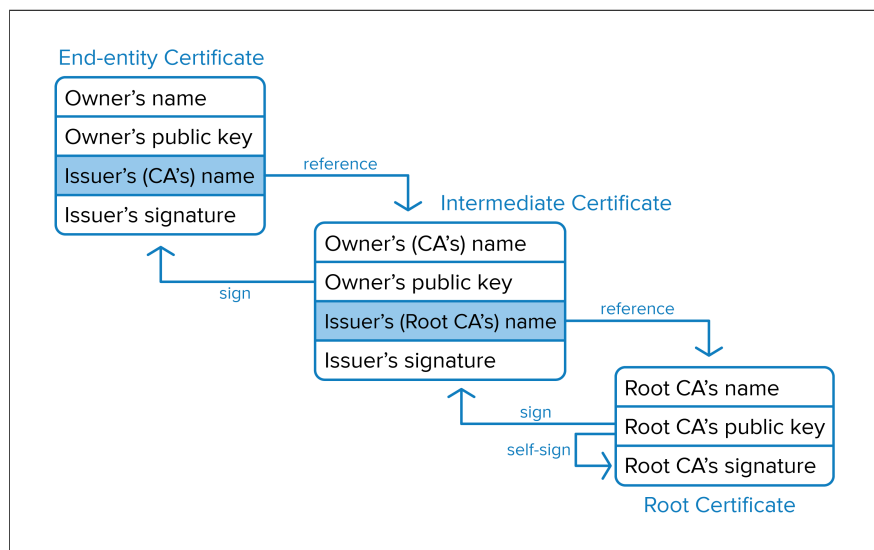 End-entity Certificate
Owner’s name
Owner’s public key
Issuer’s (CA’s) name
Issuer’s signature
reference
sign
Intermediate Certificate
Owner’s (CA’s) name
Owner’s public key
Issuer’s (Root CA’s) name
Issuer’s signature
reference
sign
self-sign
Root CA’s name
Root CA’s public key
Root CA’s signature
Root Certificate